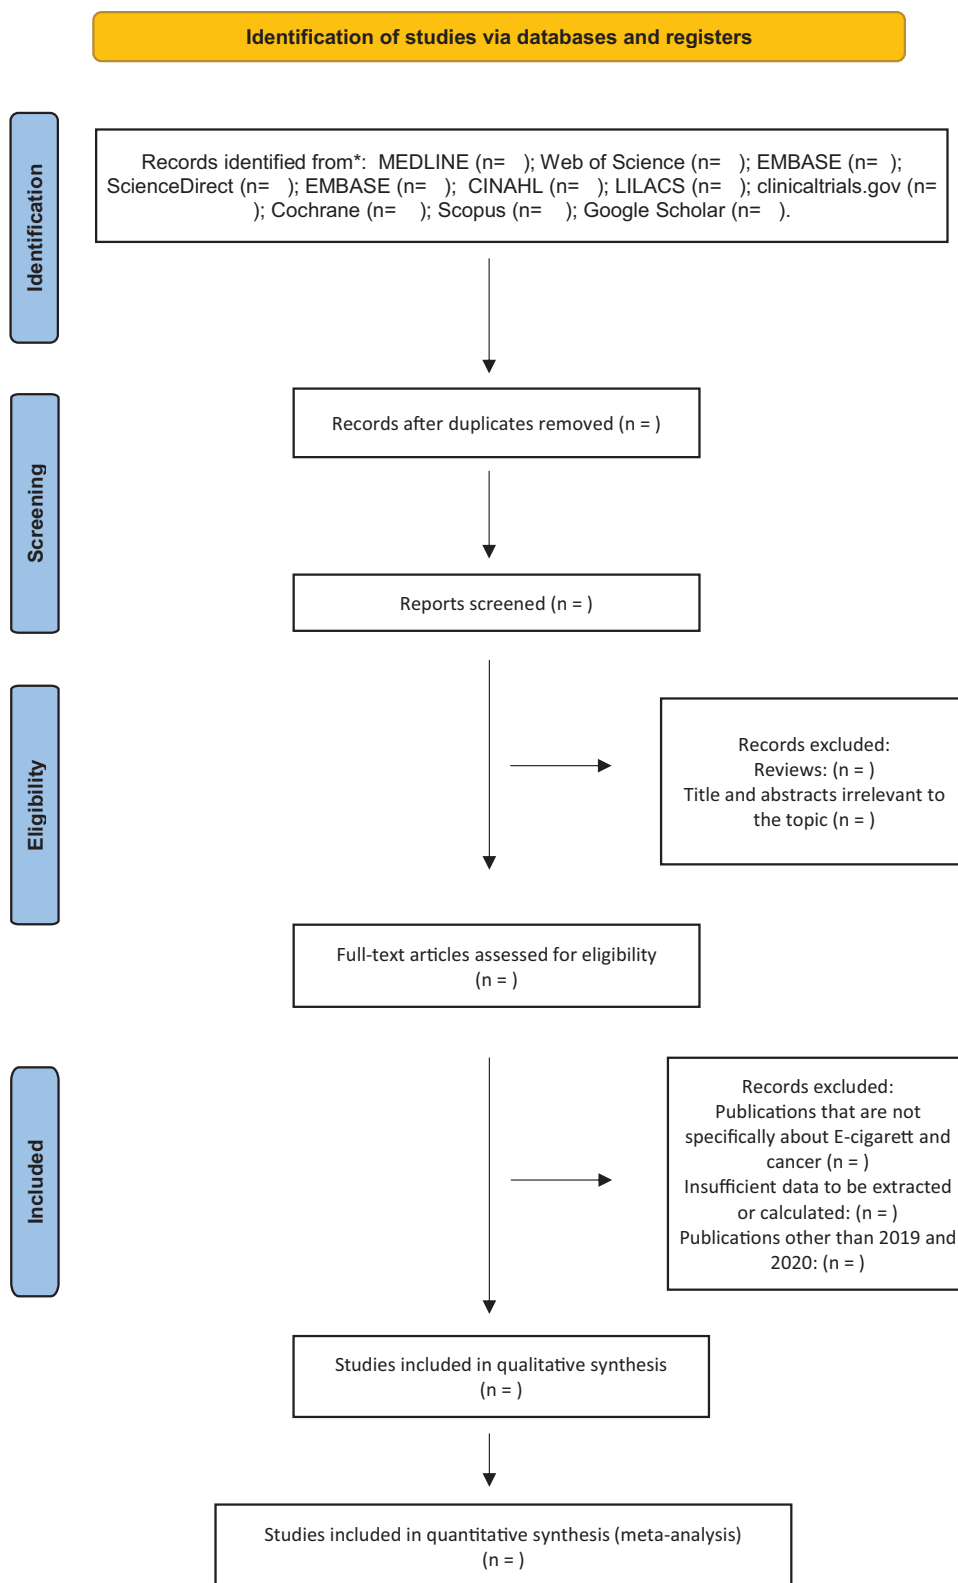 Identification of studies via databases and registers
Identification
Records identified from*: MEDLINE (n= ); Web of Science (n= ); EMBASE (n= );
ScienceDirect (n= ); EMBASE (n= ); CINAHL (n= ); LILACS (n= ); clinicaltrials.gov (n=
); Cochrane (n= ); Scopus (n= ); Google Scholar (n= ).
Screening
Records after duplicates removed (n = )
Reports screened (n = )
Eligibility
Records excluded:
Reviews: (n = )
Title and abstracts irrelevant to
the topic (n = )
Full-text articles assessed for eligibility
(n = )
Included
Records excluded:
Publications that are not
specifically about E-cigarett and
cancer (n = )
Insufficient data to be extracted
or calculated: (n = )
Publications other than 2019 and
2020: (n = )
Studies included in qualitative synthesis
(n = )
Studies included in quantitative synthesis (meta-analysis)
(n = )